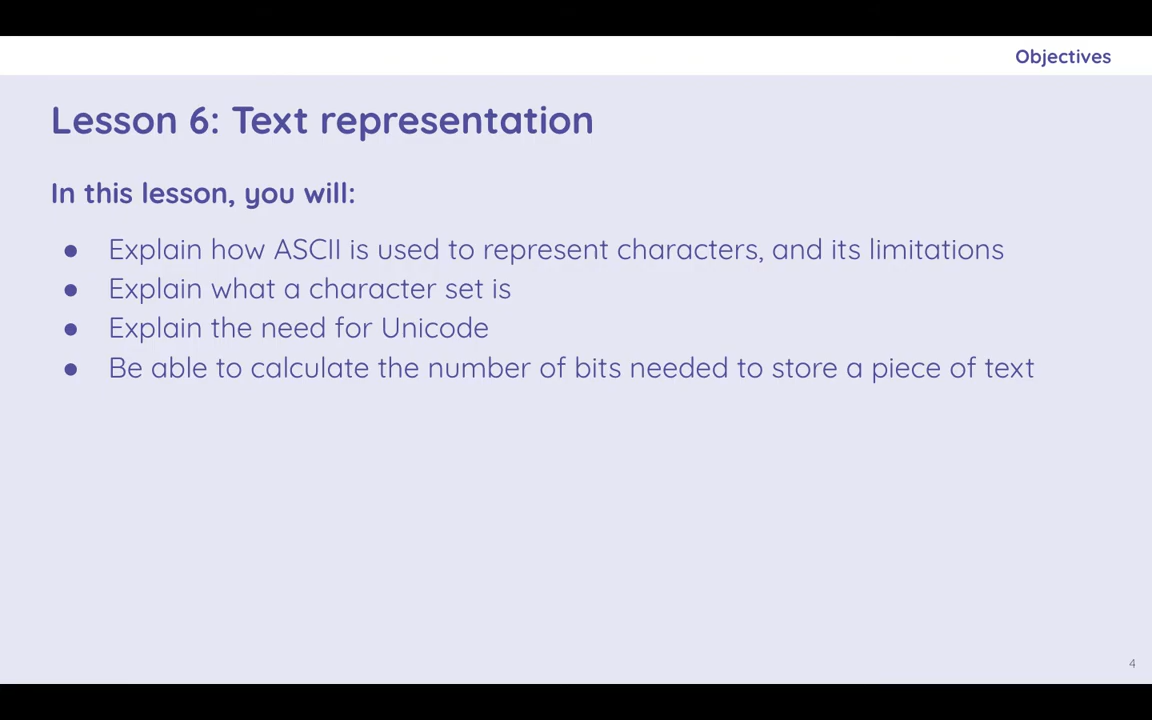 Objectives
Lesson 6: Text representation
In this lesson, you will:
● Explain how ASCII is used to represent characters, and its limitations
● Explain what a character set is
● Explain the need for Unicode
● Be able to calculate the number of bits needed to store a piece of text
4